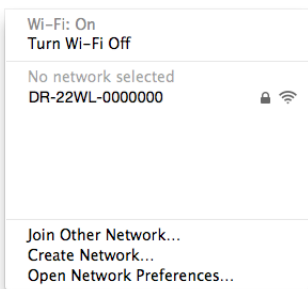 Wi-Fi: On
Turn Wi-Fi Off
No network selected
DR-22WL-0000000
Join Other Network...
Create Network...
Open Network Preferences...